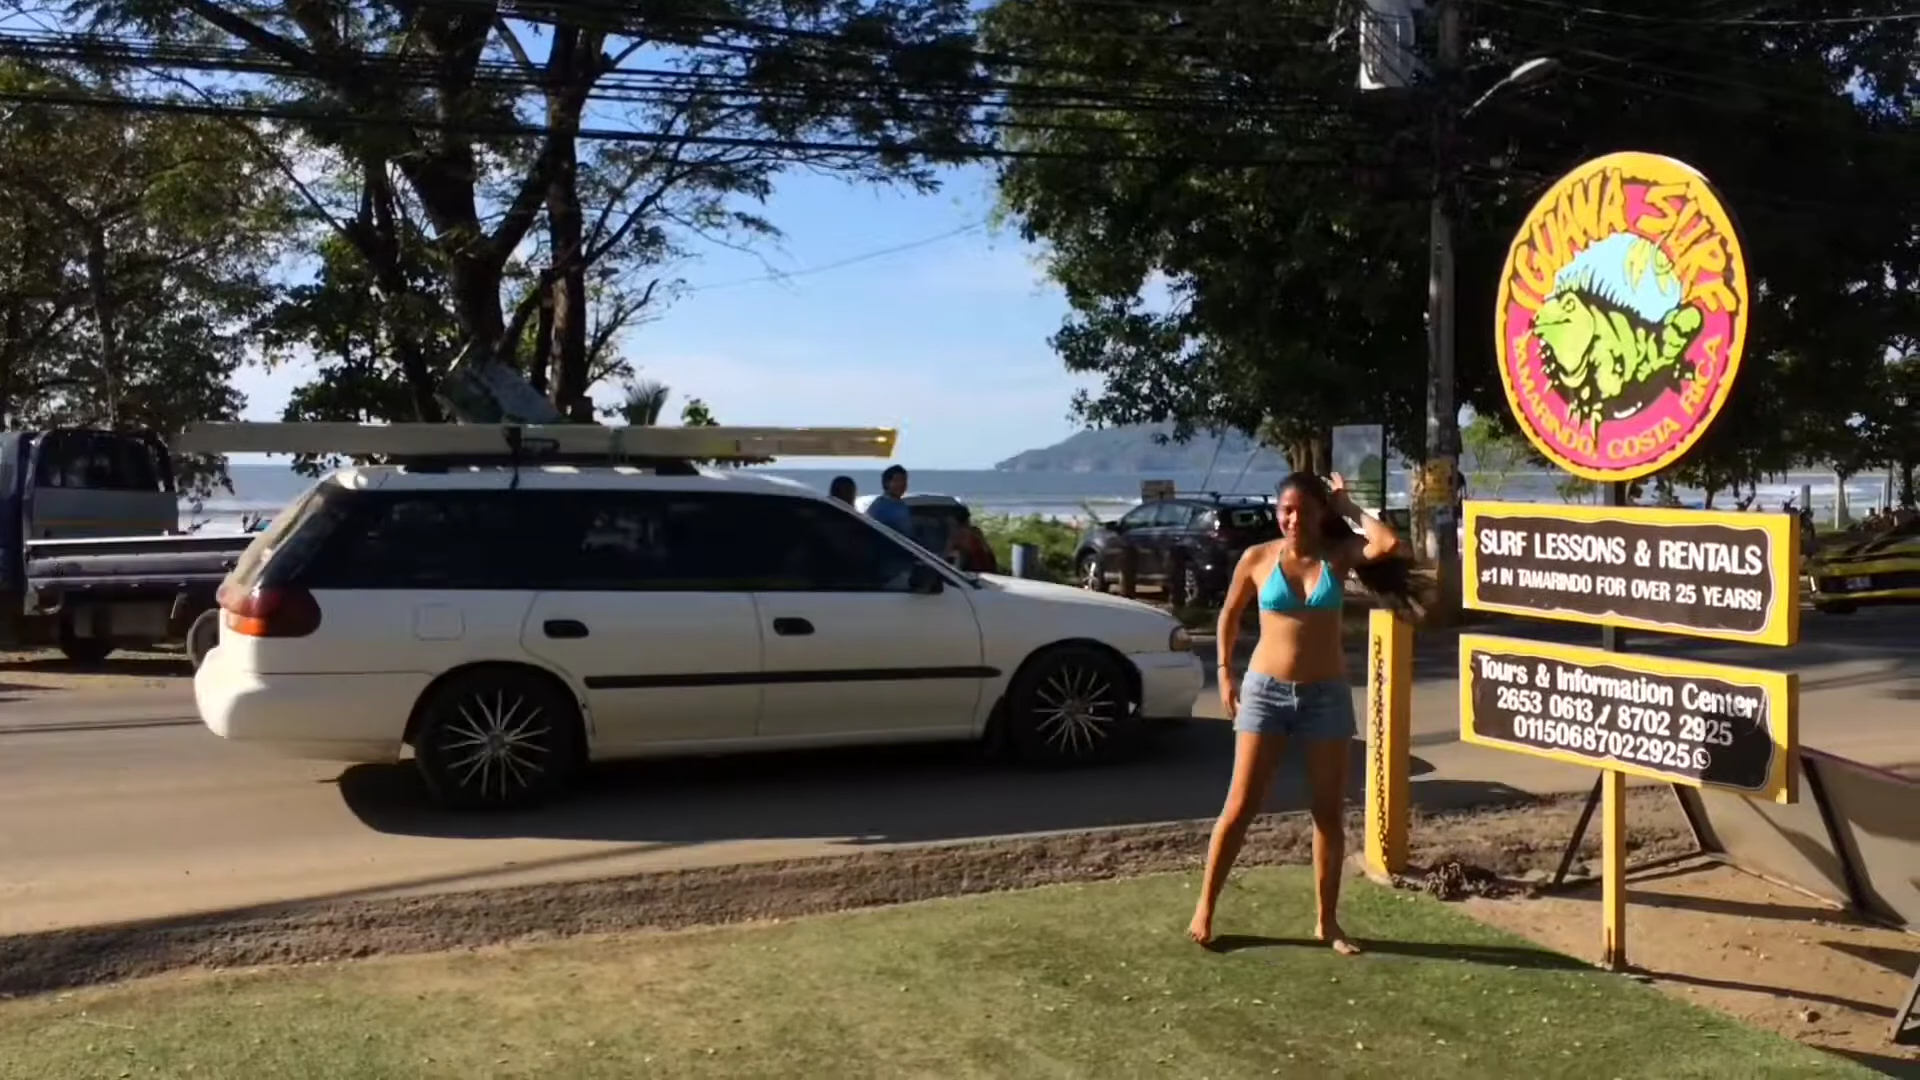 IGUANA SURF
TAMARINDO, COSTA RICA
SURF LESSONS & RENTALS
#1 IN TAMARINDO FOR OVER 25 YEARS!
Tours & Information Center
2653 0613 / 8702 2925
01150687022925